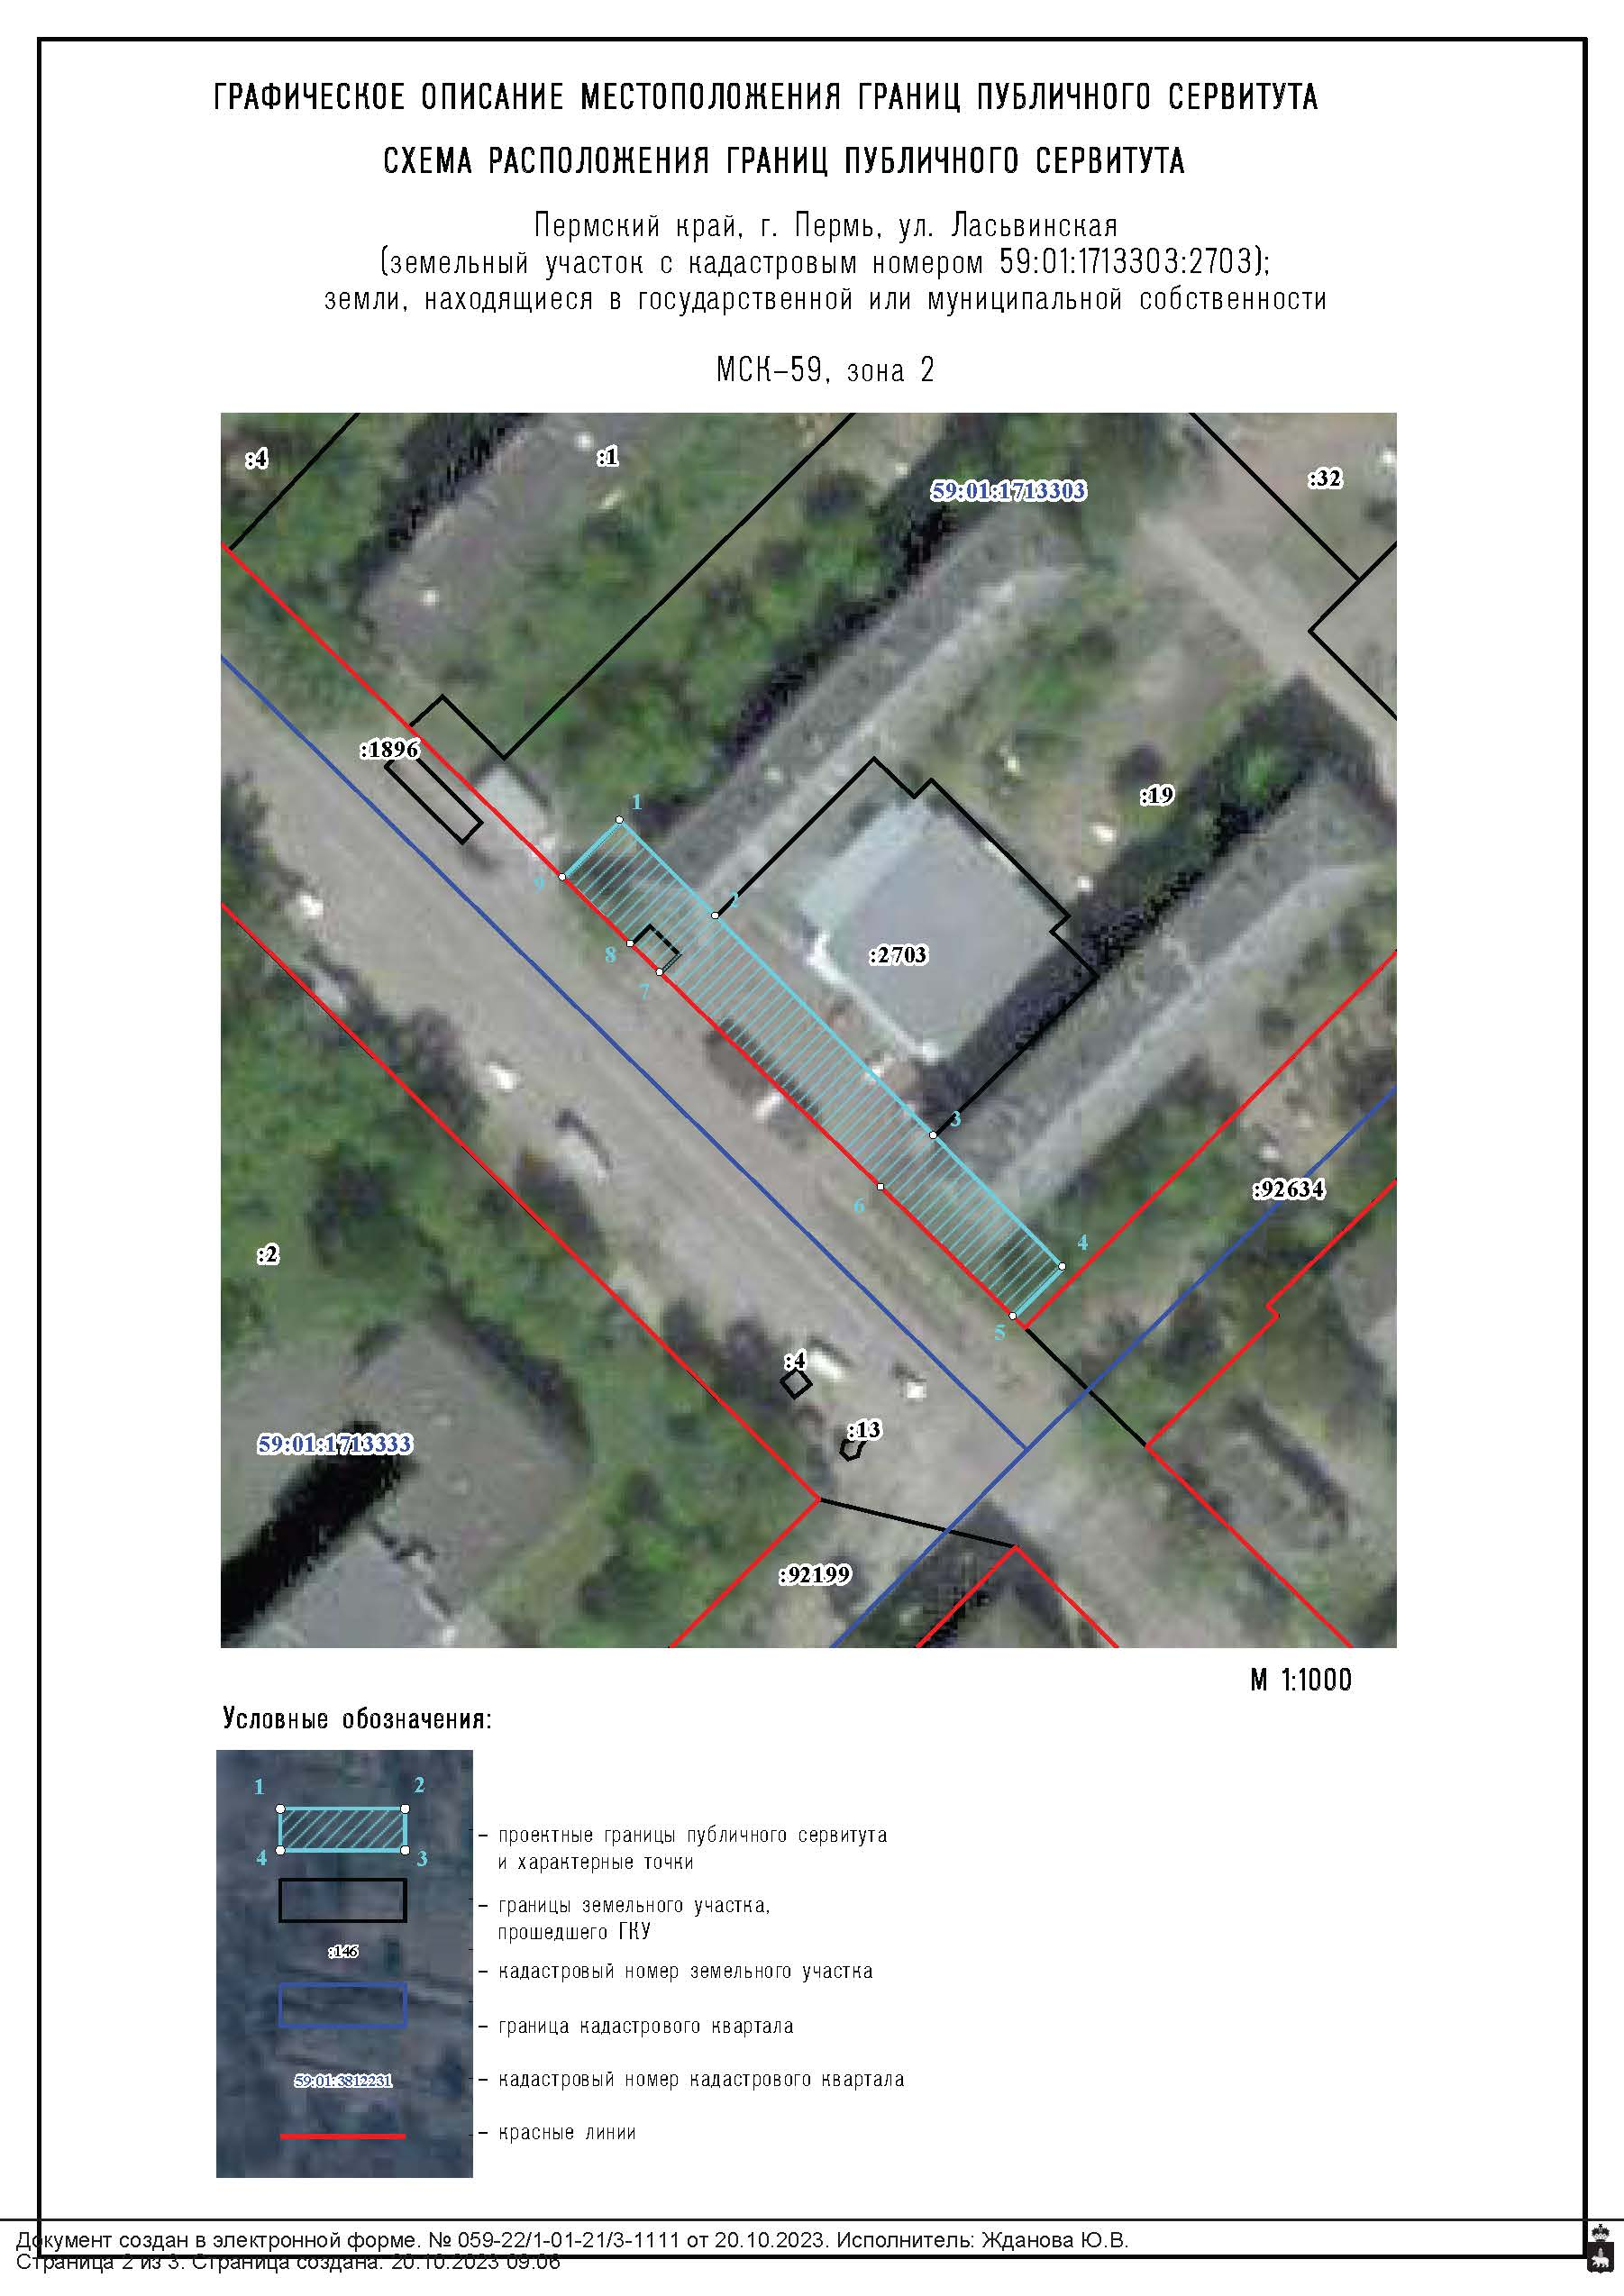 ГРАФИЧЕСКОЕ ОПИСАНИЕ МЕСТОПОЛОЖЕНИЯ ГРАНИЦ ПУБЛИЧНОГО СЕРВИТУТА
СХЕМА РАСПОЛОЖЕНИЯ ГРАНИЦ ПУБЛИЧНОГО СЕРВИТУТА
Пермский край, г. Пермь, ул. Ласьвинская
(земельный участок с кадастровым номером 59:01:1713303:2703);
земли, находящиеся в государственной или муниципальной собственности
МСК-59, зона 2
:4
:1
:32
59:01:1713303
:1896
:19
1
9
2
8
:2703
7
3
:92634
6
4
:2
5
:4
:13
59:01:1713333
:92199
М 1:1000
Условные обозначения:
1
2
4
3
– проектные границы публичного сервитута
и характерные точки
– границы земельного участка,
прошедшего ГКУ
:146
– кадастровый номер земельного участка
– граница кадастрового квартала
59:01:3812231
– кадастровый номер кадастрового квартала
– красные линии
Документ создан в электронной форме. № 059-22/1-01-21/3-1111 от 20.10.2023. Исполнитель: Жданова Ю.В.
Страница 2 из 3. Страница создана: 20.10.2023 09:06